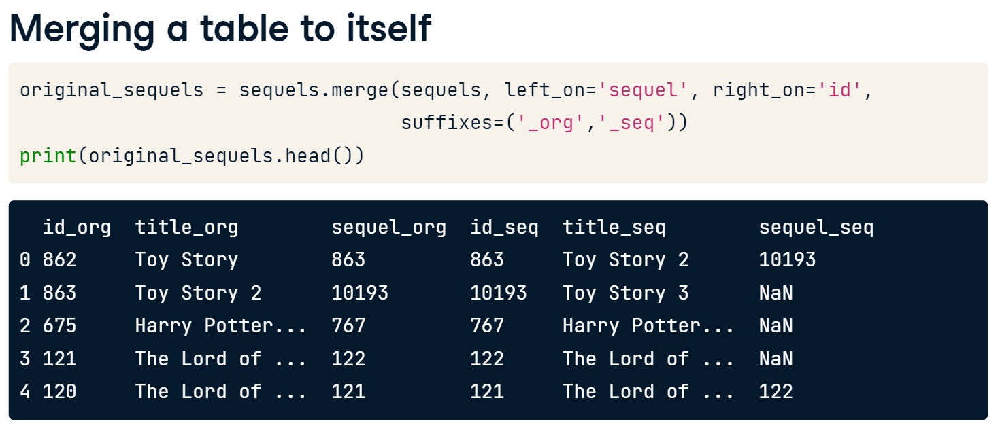 Merging a table to itself
original_sequels = sequels.merge(sequels, left_on='sequel', right_on='id',
suffixes=('_org','_seq'))
print(original_sequels.head())
id_org title_org sequel_org id_seq title_seq sequel_seq
0 862 Toy Story 863 863 Toy Story 2 10193
1 863 Toy Story 2 10193 10193 Toy Story 3 NaN
2 675 Harry Potter... 767 767 Harry Potter... NaN
3 121 The Lord of ... 122 122 The Lord of ... NaN
4 120 The Lord of ... 121 121 The Lord of ... 122